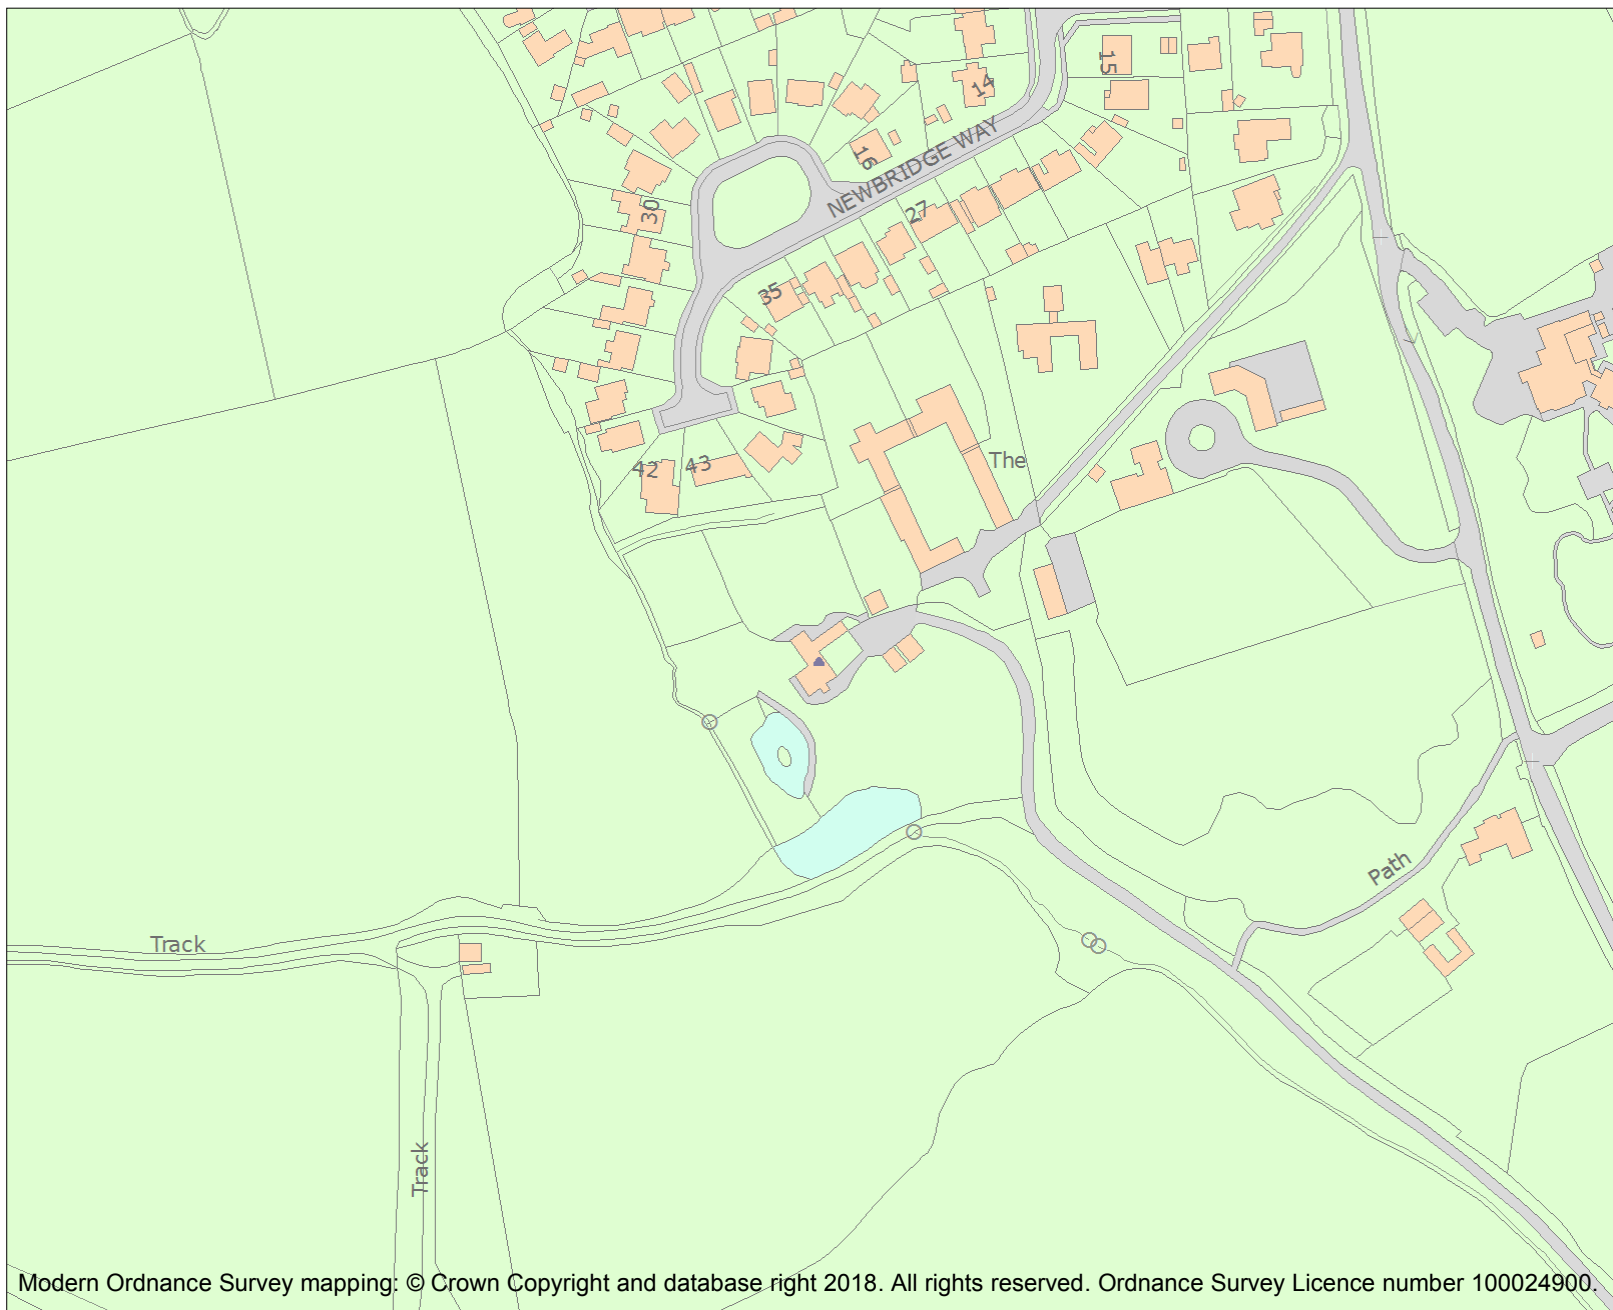 15
14
NEWBRIDGE WAY
16
30
27
35
The
42
43
Path
Track
Track
Modern Ordnance Survey mapping: © Crown Copyright and database right 2018. All rights reserved. Ordnance Survey Licence number 100024900.